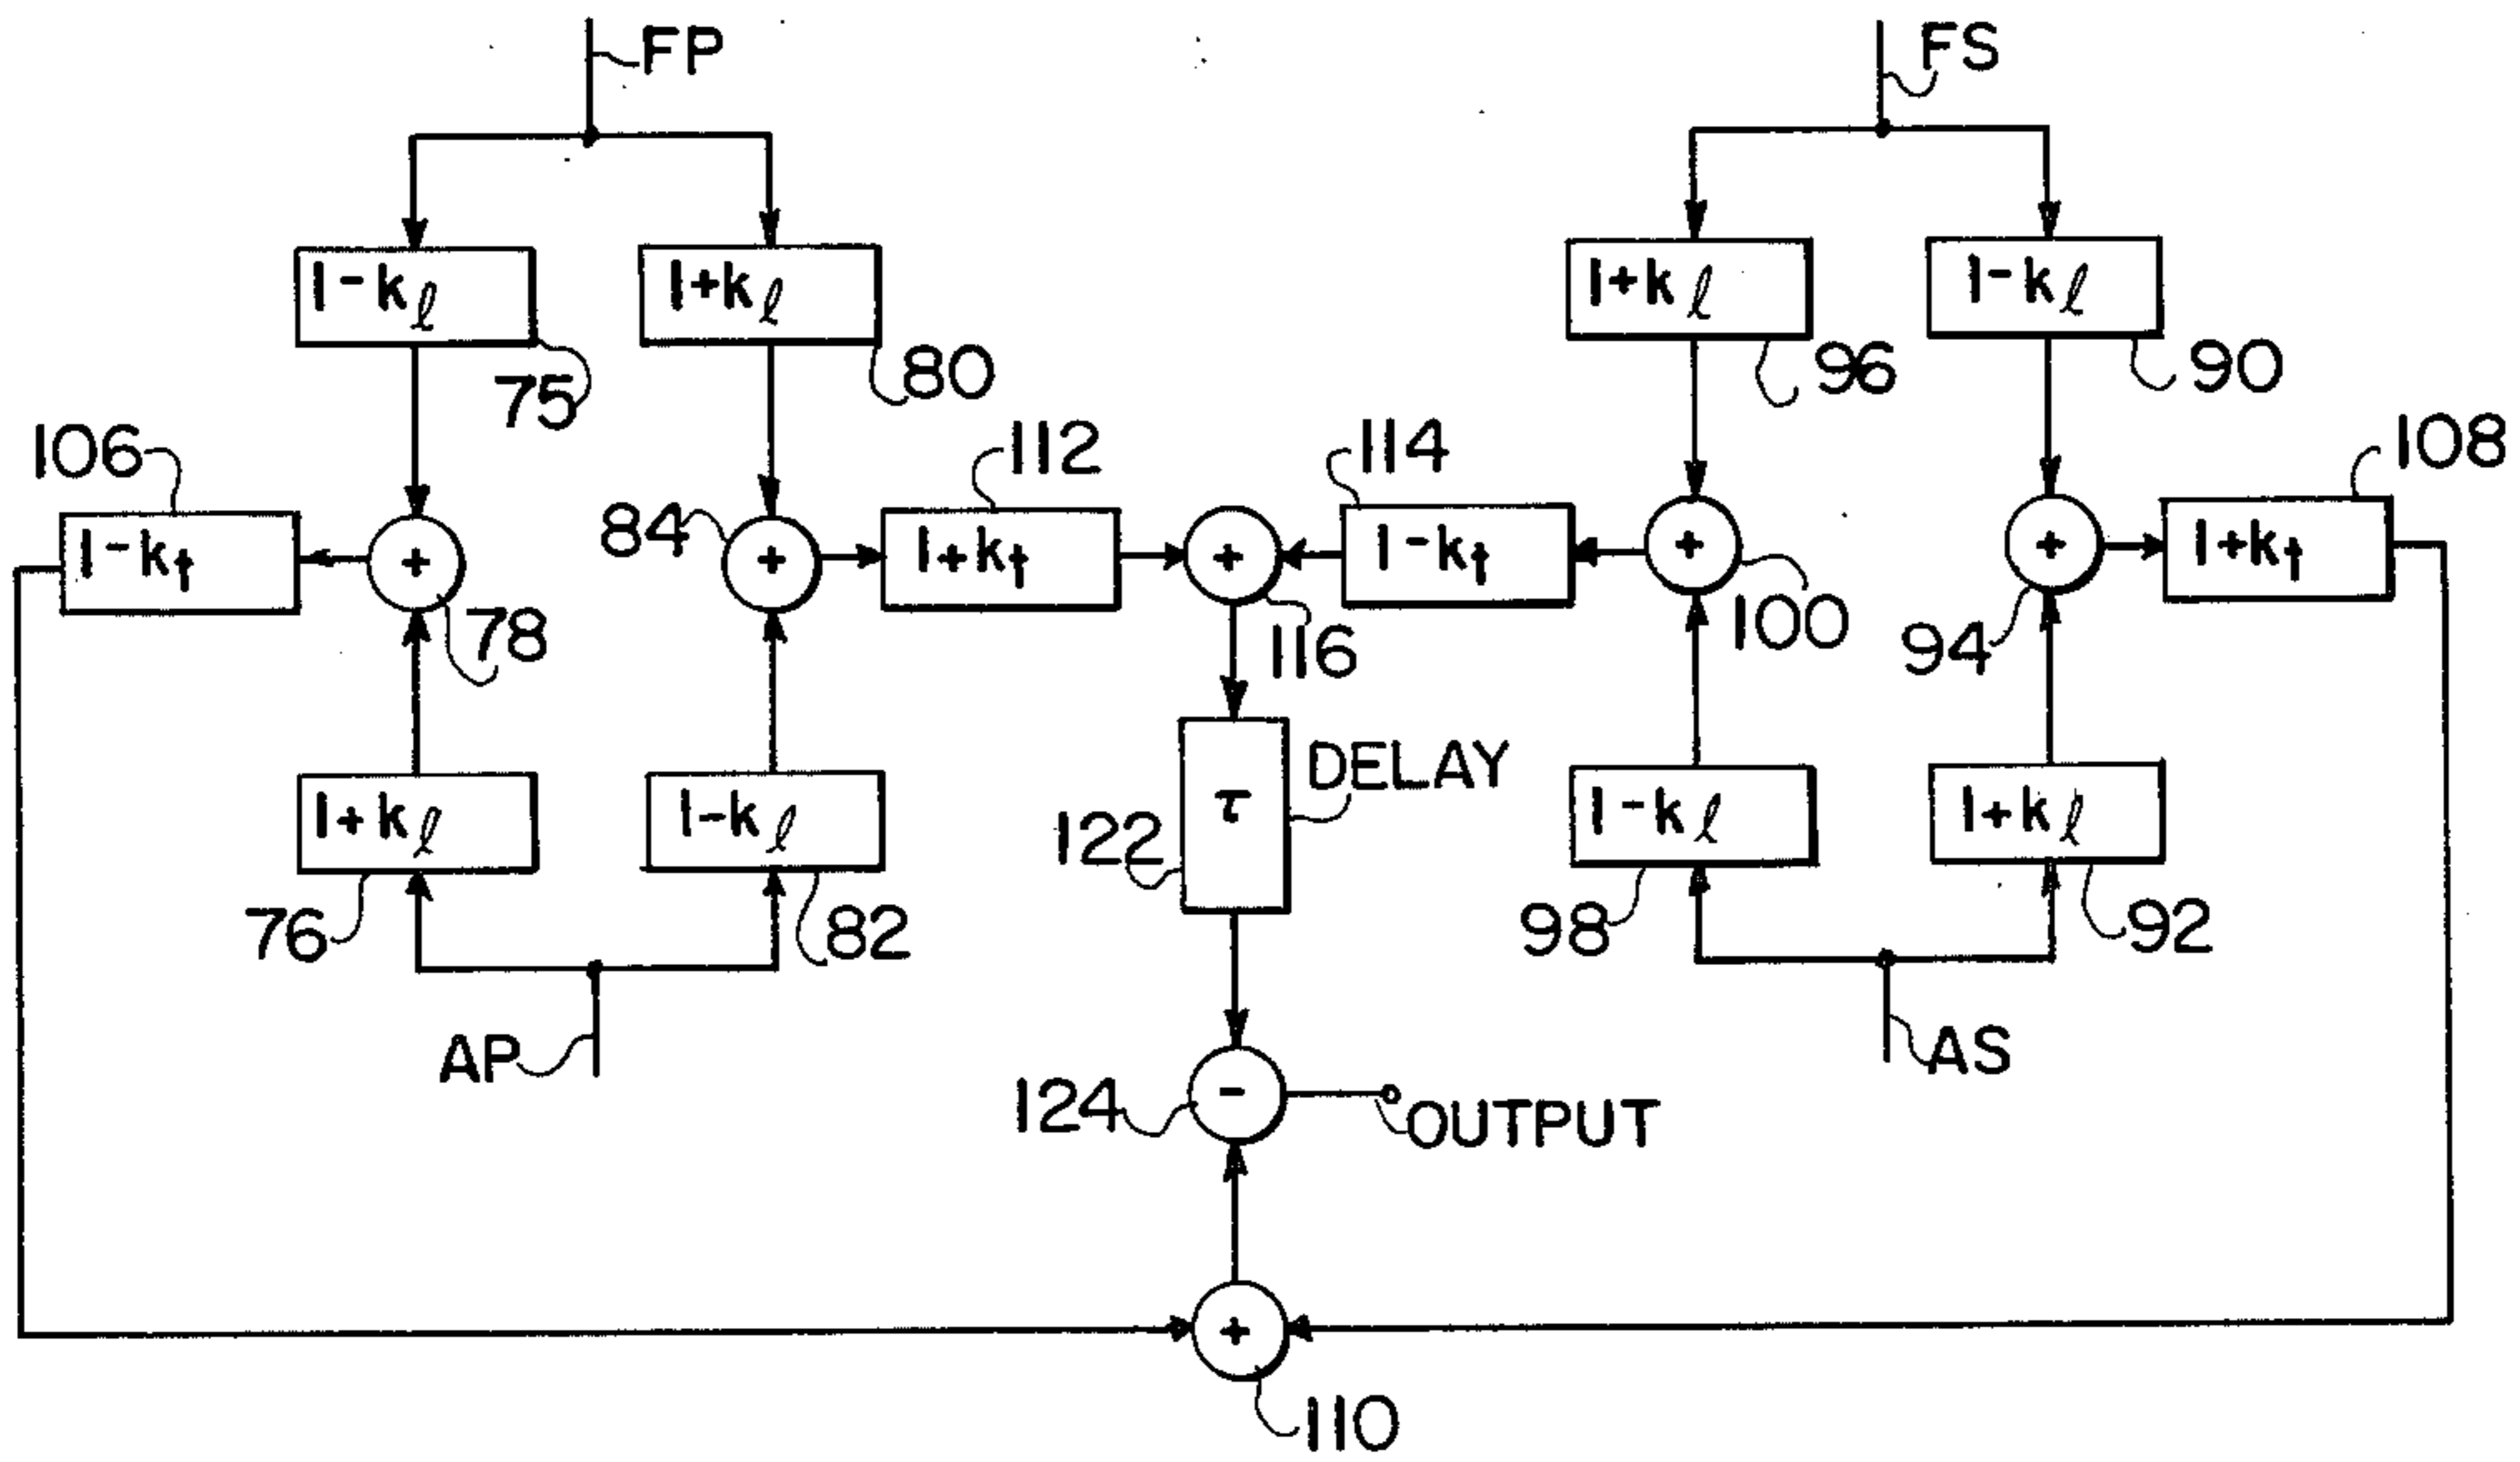 FP
FS
1-kℓ
1+kℓ
1+kℓ
1-kℓ
75
80
96
90
106
112
114
108
1-kt
+
84
+
1+kt
+
1-kt
+
+
1+kt
78
116
100
94
1+kℓ
1-kℓ
τ
DELAY
1-kℓ
1+kℓ
122
76
82
98
92
AP
AS
124
-
OUTPUT
+
110